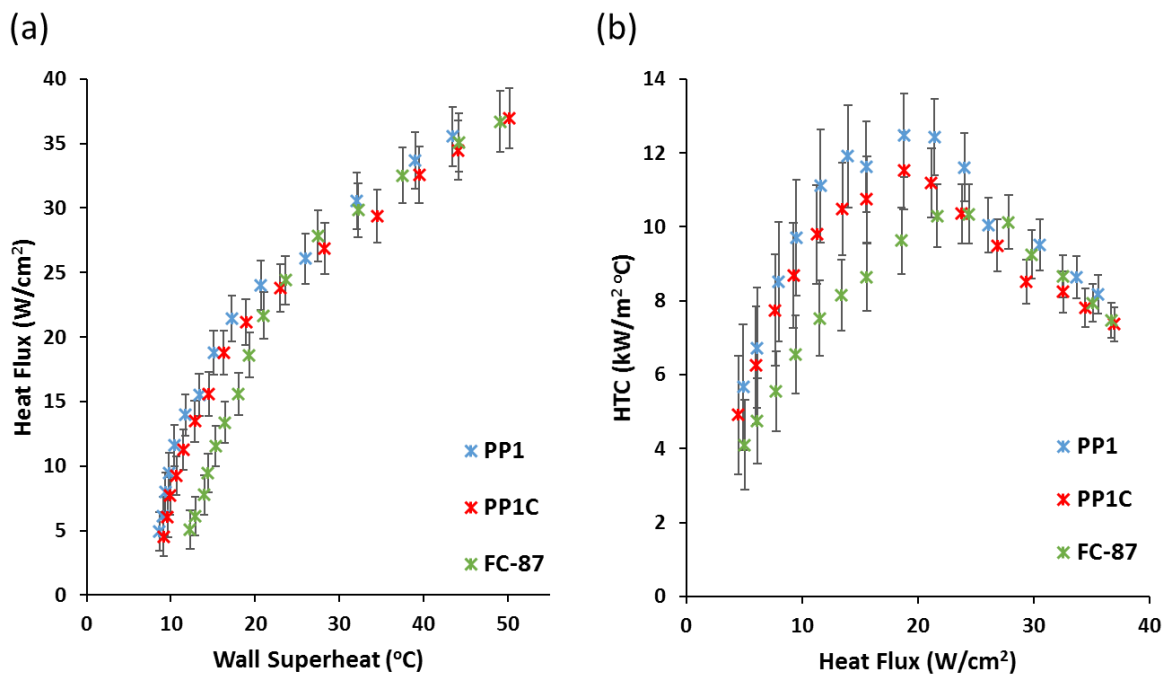 (a)
(b)
40
35
30
25
20
15
10
5
0
Heat Flux (W/cm²)
0 10 20 30 40 50
Wall Superheat (°C)
PP1
PP1C
FC-87
14
12
10
8
6
4
2
0
HTC (kW/m² °C)
0 10 20 30 40
Heat Flux (W/cm²)
PP1
PP1C
FC-87